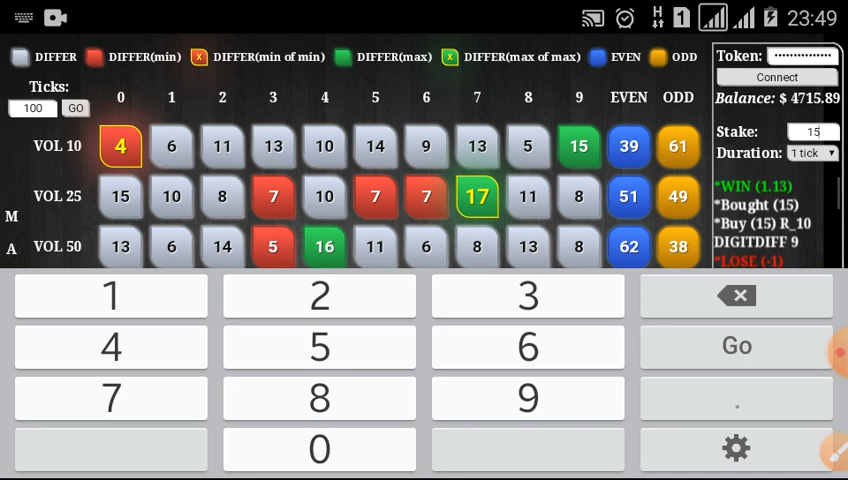 H 1 23:49
DIFFER DIFFER(min) X DIFFER(min of min) DIFFER(max) X DIFFER(max of max) EVEN ODD
Token: •••••••••••••••
Connect
Balance: $ 4715.89
Stake: 15
Duration: 1 tick
Ticks:
100 GO
0 1 2 3 4 5 6 7 8 9 EVEN ODD
VOL 10 4 6 11 13 10 14 9 13 5 15 39 61
VOL 25 15 10 8 7 10 7 7 17 11 8 51 49
VOL 50 13 6 14 5 16 11 6 8 13 8 62 38
M
A
*WIN (1.13)
*Bought (15)
*Buy (15) R_10
DIGITDIFF 9
*LOSE (-1)
1 2 3
4 5 6 Go
7 8 9 .
0